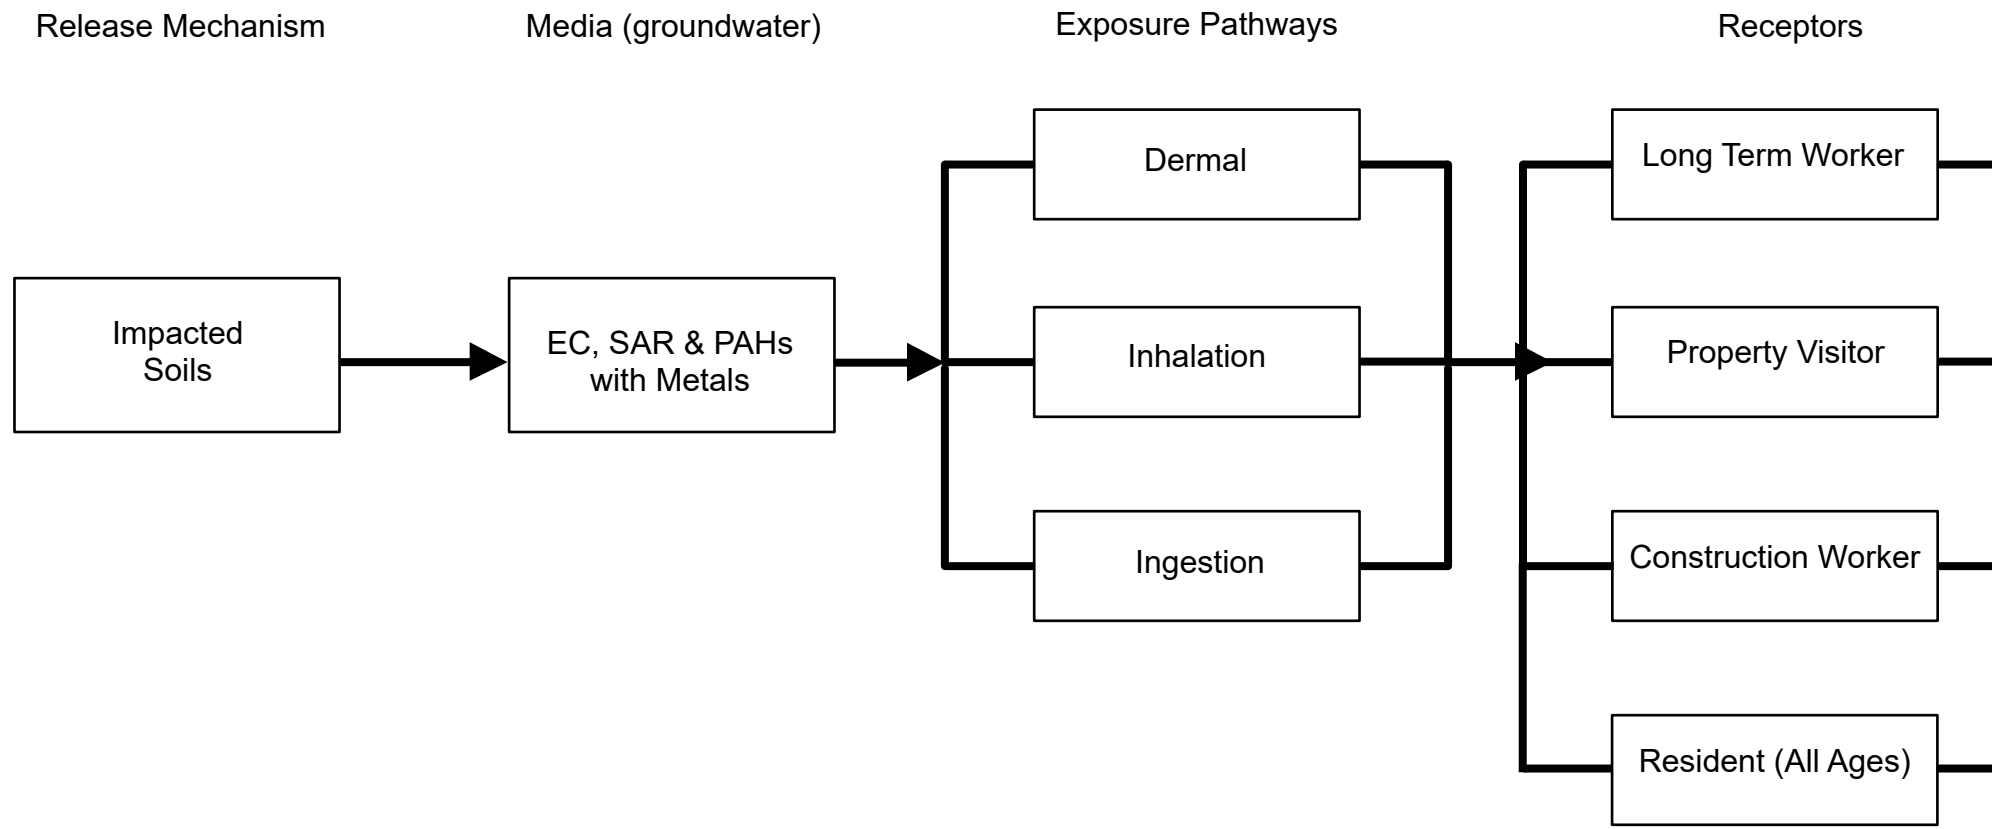 Release Mechanism
Media (groundwater)
Exposure Pathways
Receptors
Impacted
Soils
EC, SAR & PAHs
with Metals
Dermal
Inhalation
Ingestion
Long Term Worker
Property Visitor
Construction Worker
Resident (All Ages)